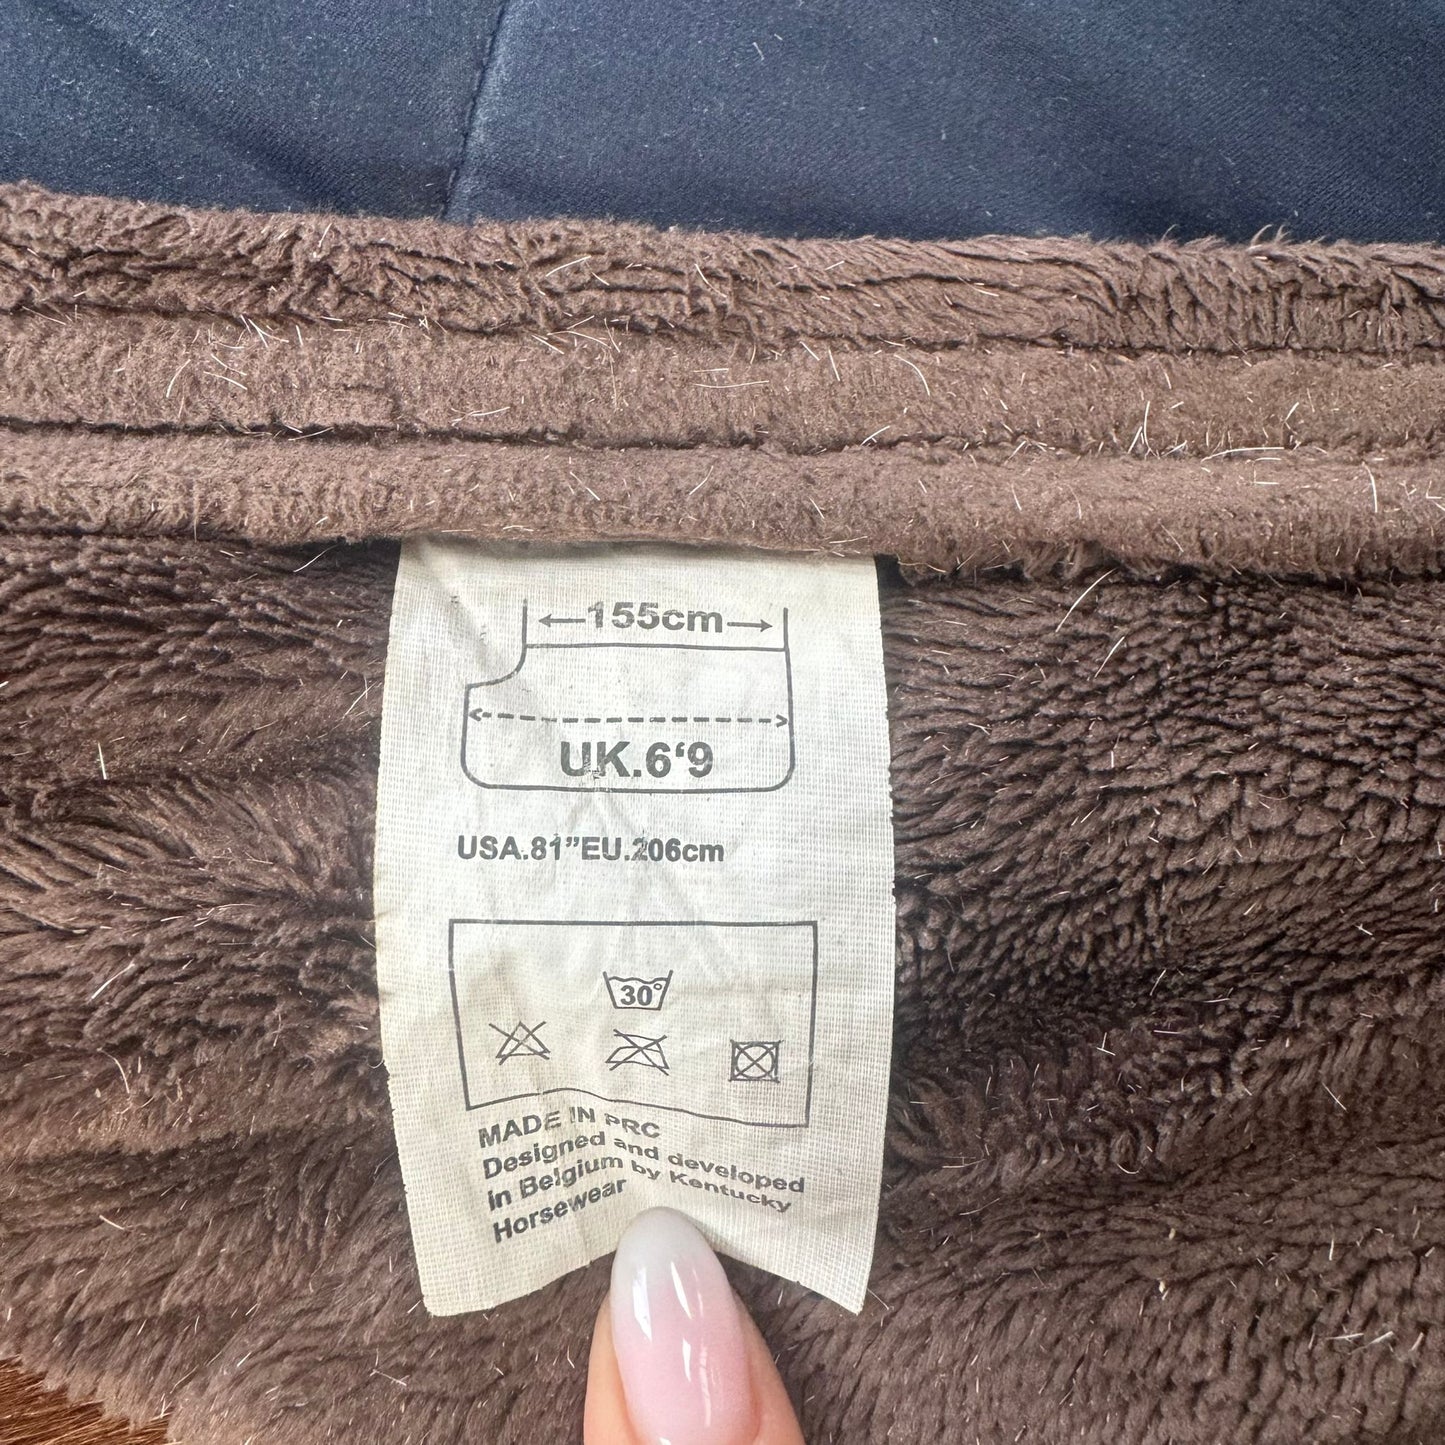 155cm
UK.6‘9
USA.81”EU.206cm
30°
MADE IN PRC
Designed and developed
in Belgium by Kentucky
Horsewear